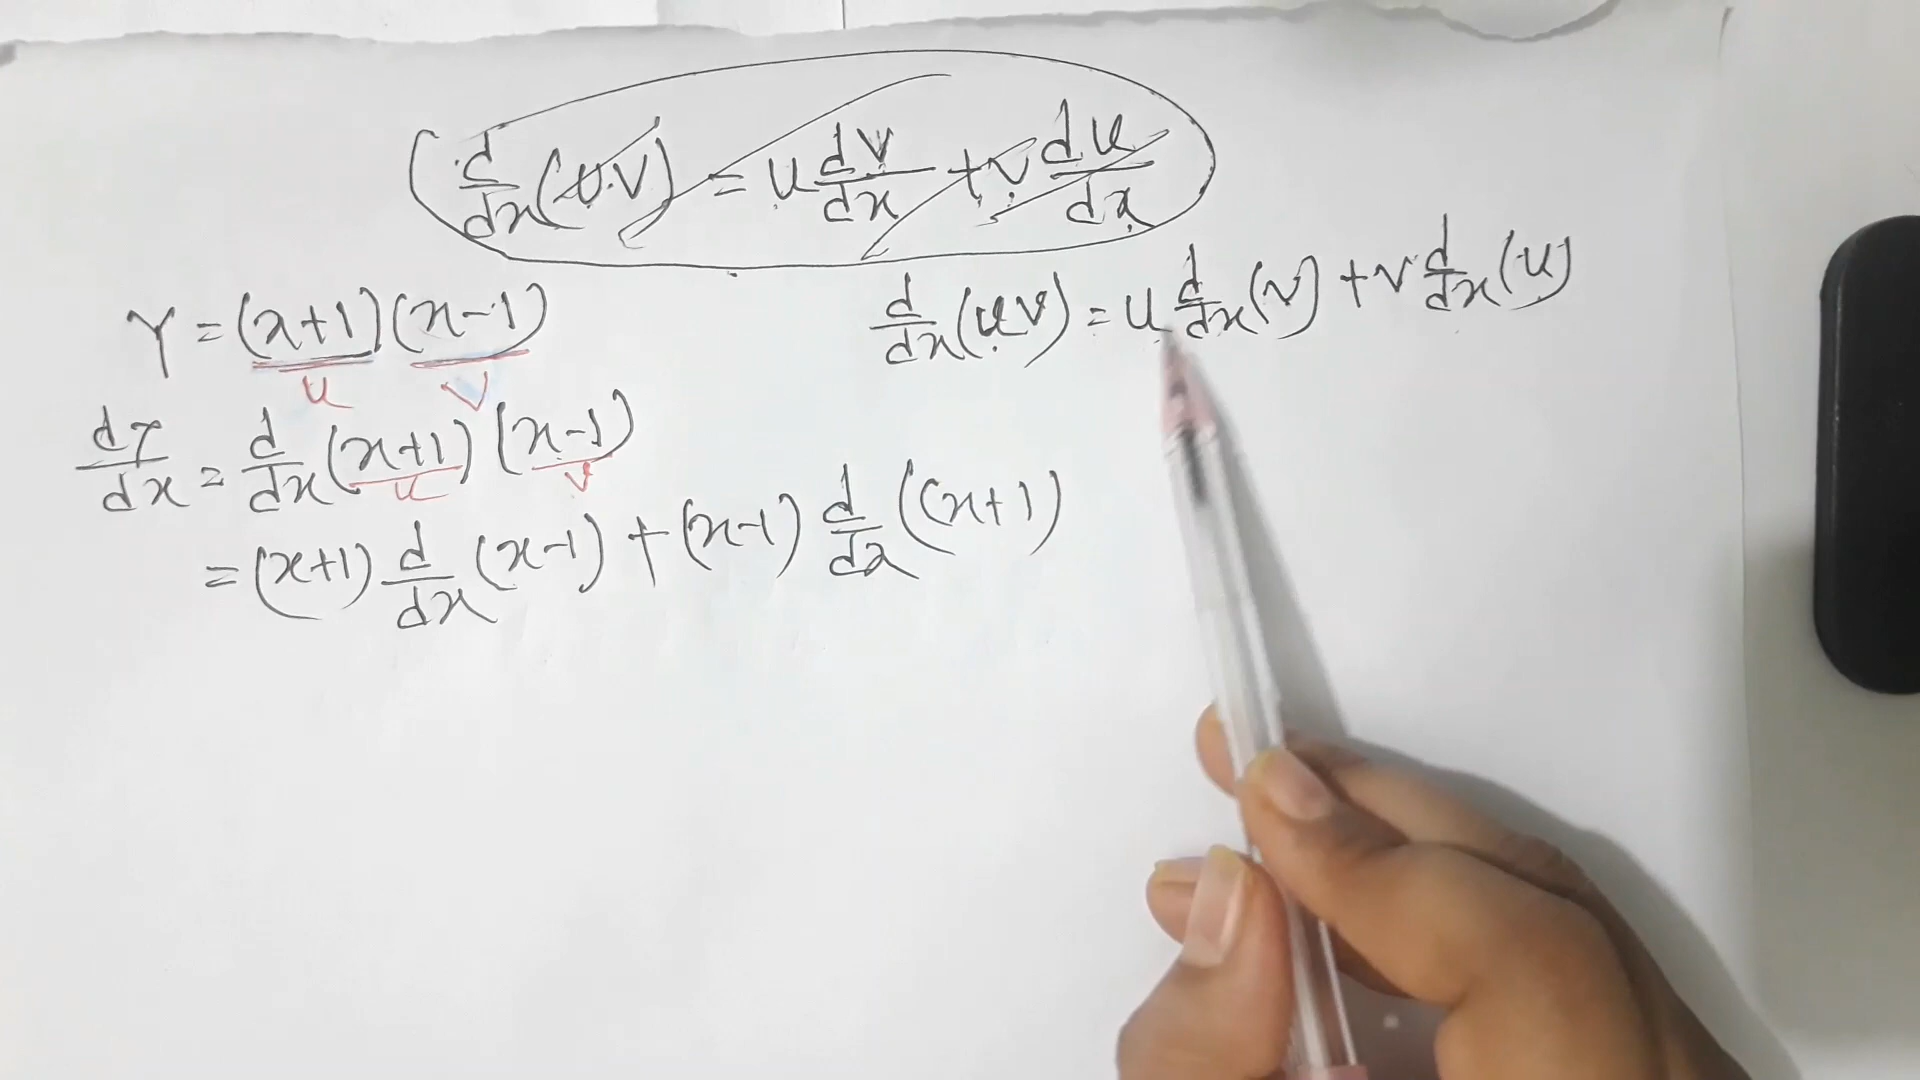 d/dx (u.v) = u dv/dx + v du/dx
d/dx (uv) = u d/dx (v) + v d/dx (u)
Y = (x+1)(x-1)
u v
dy/dx = d/dx (x+1) (x-1)
u v
= (x+1) d/dx (x-1) + (x-1) d/dx ((x+1)